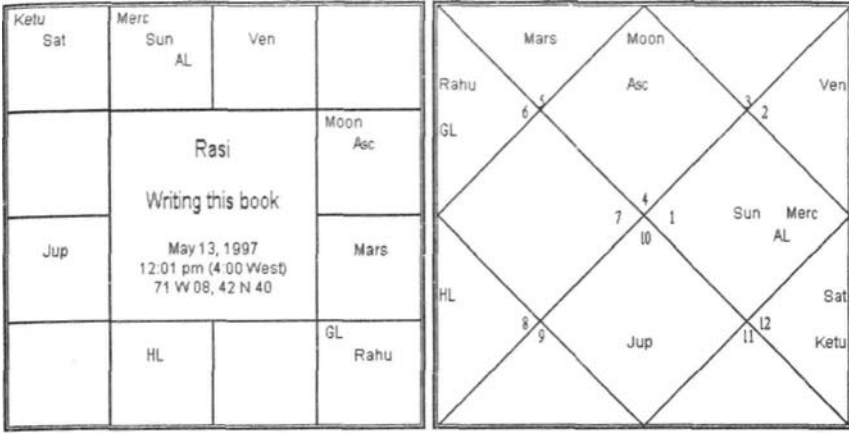 Ketu
Sat
Merc
Sun
AL
Ven
Moon
Asc
Rasi
Writing this book
May 13, 1997
12:01 pm (4:00 West)
71 W 08, 42 N 40
Jup
Mars
HL
GL
Rahu
Mars
Moon
Asc
Rahu
GL
Ven
5
6
3
2
4
7
1
10
Sun Merc
AL
HL
Sat
Ketu
8
9
12
11
Jup